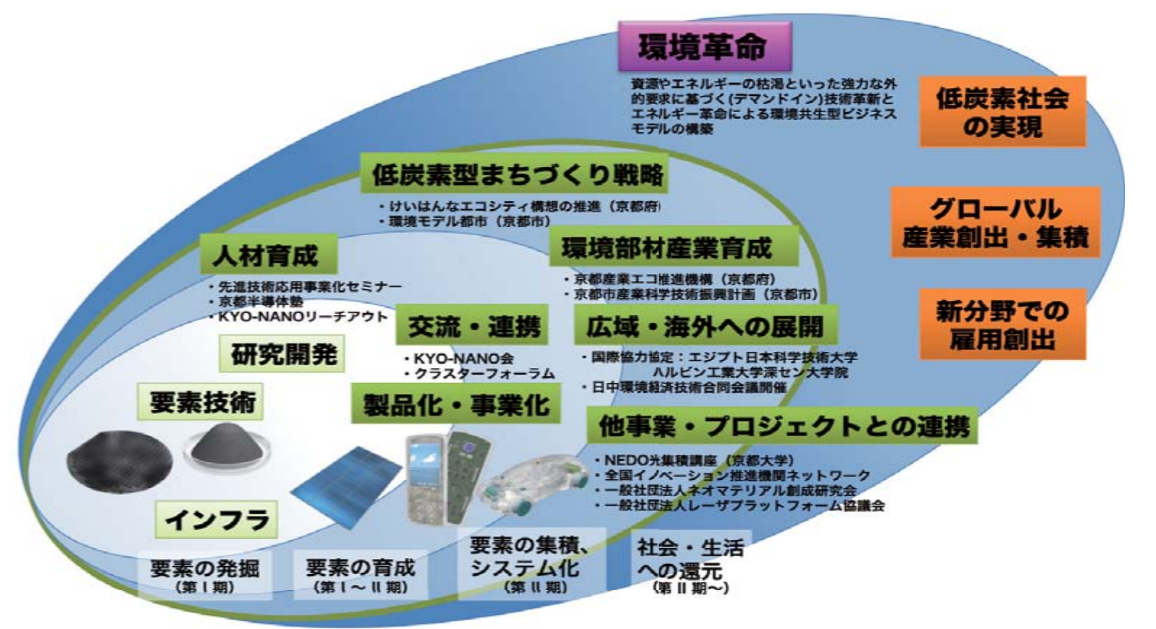 環境革命
資源やエネルギーの枯渇といった強力な外
的要求に基づく(デマンドイン)技術革新と
エネルギー革命による環境共生型ビジネス
モデルの構築
低炭素社会
の実現
グローバル
産業創出・集積
新分野での
雇用創出
低炭素型まちづくり戦略
・けいはんなエコシティ構想の推進（京都府)
・環境モデル都市（京都市）
人材育成
・先進技術応用事業化セミナー
・京都半導体塾
・KYO-NANOリーチアウト
環境部材産業育成
・京都産業エコ推進機構（京都府）
・京都市産業科学技術振興計画（京都市）
交流・連携
・KYO-NANO会
・クラスターフォーラム
広域・海外への展開
・国際協力協定：エジプト日本科学技術大学
ハルビン工業大学深セン大学院
・日中環境経済技術合同会議開催
研究開発
要素技術
製品化・事業化
他事業・プロジェクトとの連携
・NEDO光集積講座（京都大学）
・全国イノベーション推進機関ネットワーク
・一般社団法人ネオマテリアル創成研究会
・一般社団法人レーザプラットフォーム協議会
インフラ
要素の発掘
（第Ⅰ期）
要素の育成
（第Ⅰ～Ⅱ期）
要素の集積、
システム化
（第Ⅱ期）
社会・生活
への還元
（第Ⅱ期～）